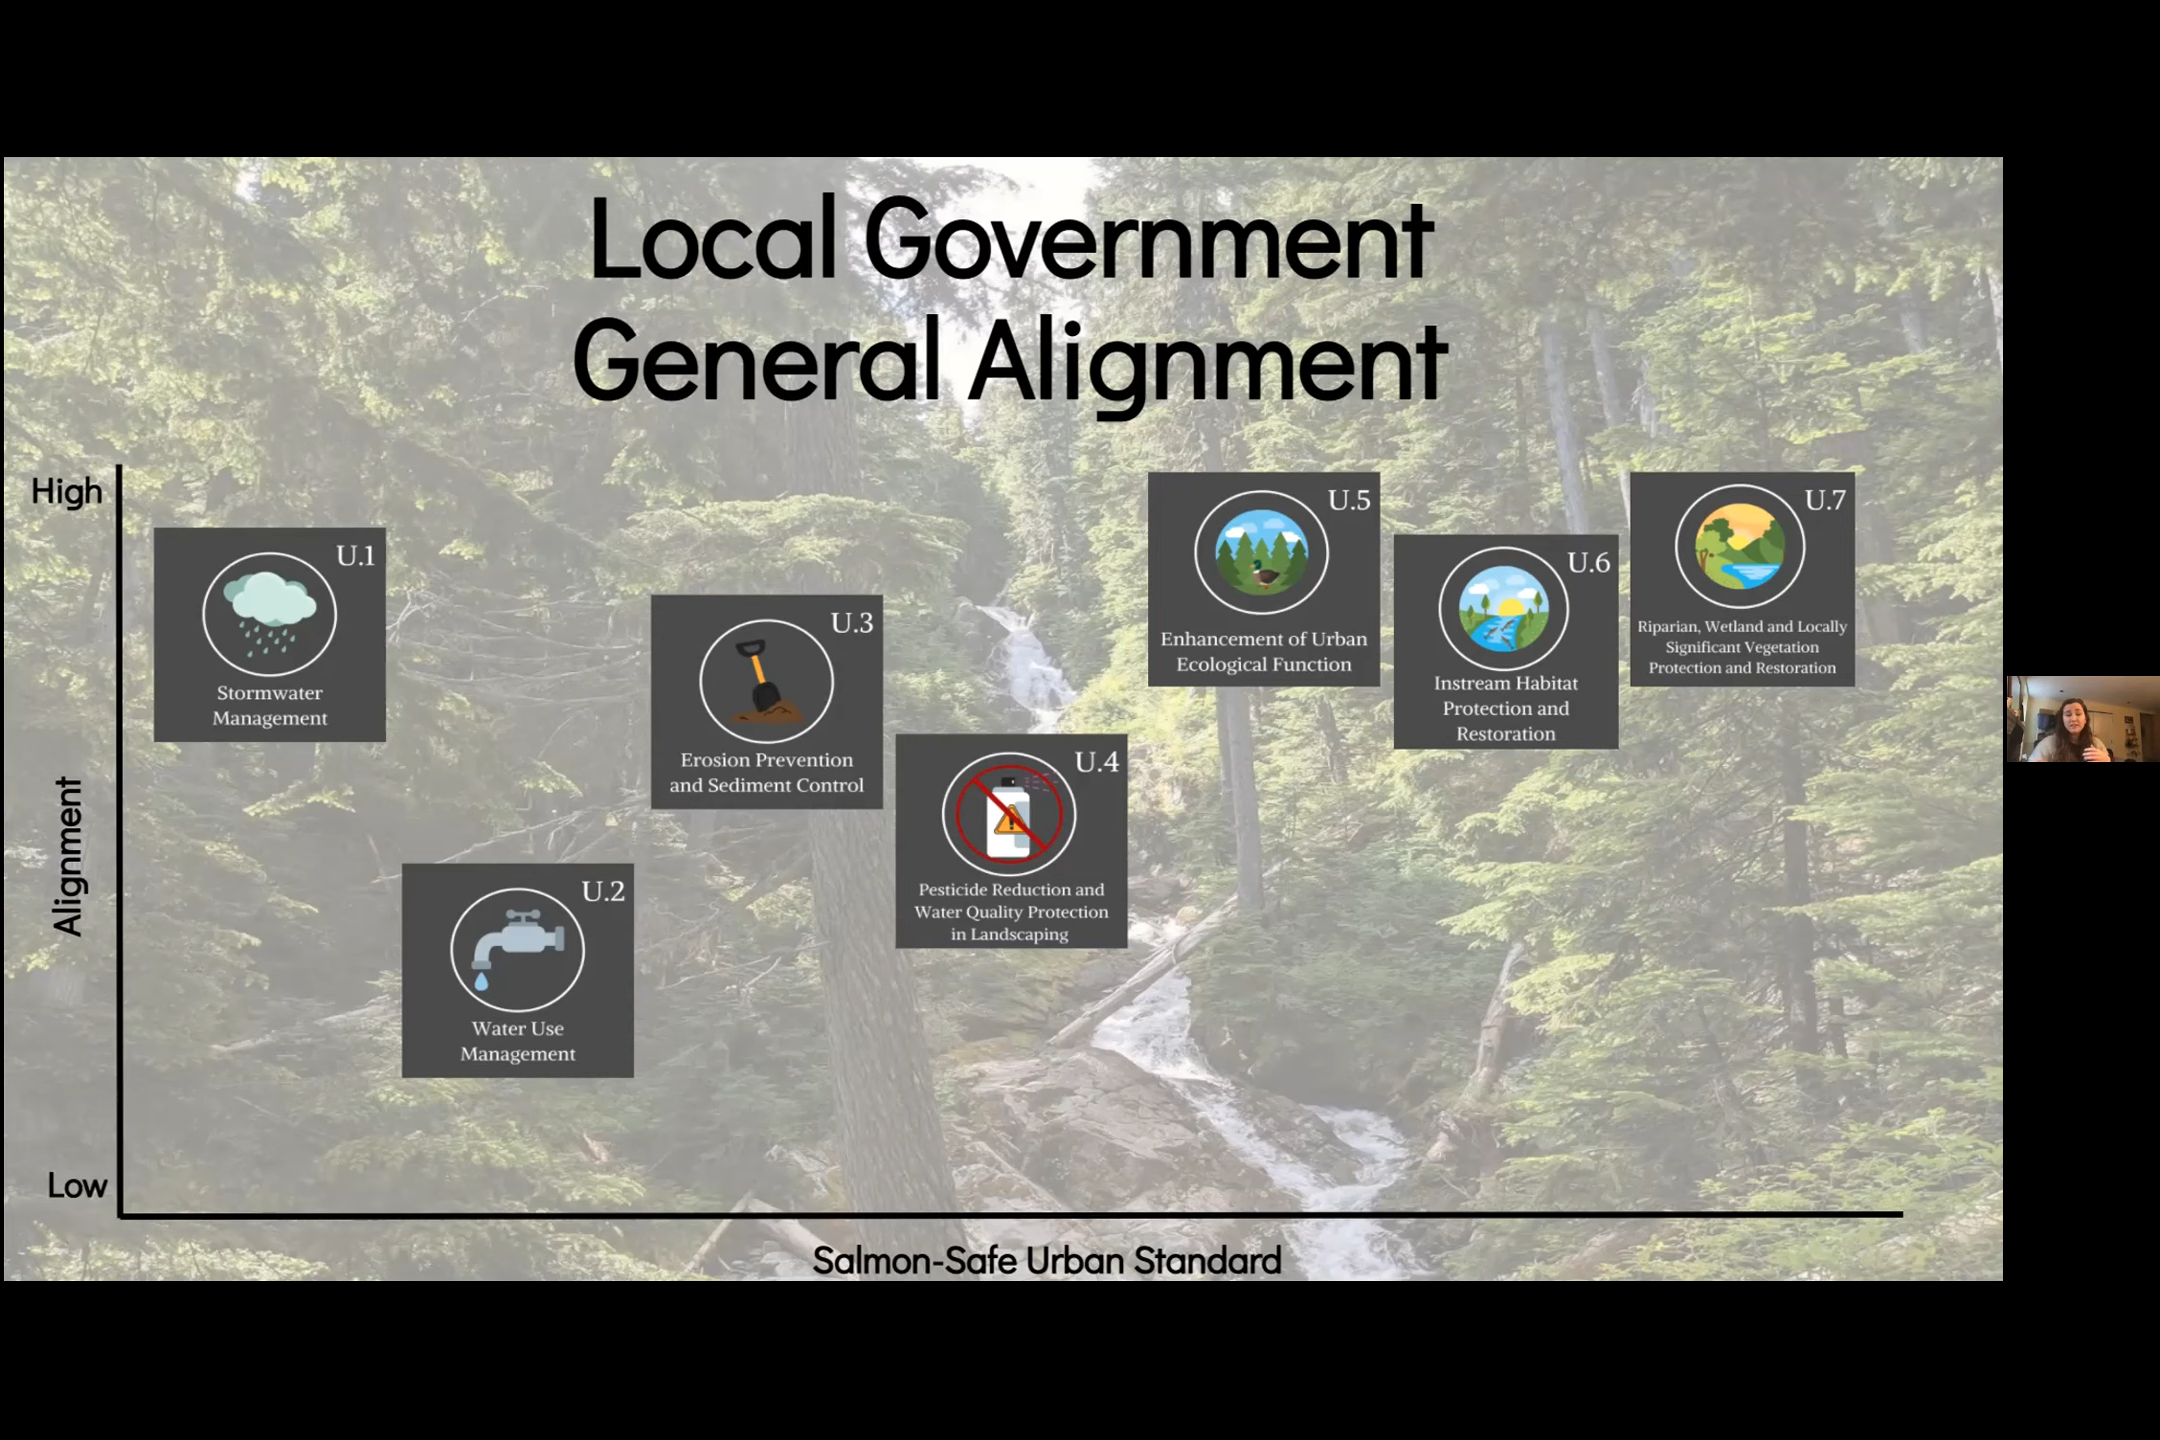 Local Government
General Alignment
High
U.1
Stormwater
Management
U.2
Water Use
Management
U.3
Erosion Prevention
and Sediment Control
U.4
Pesticide Reduction and
Water Quality Protection
in Landscaping
U.5
Enhancement of Urban
Ecological Function
U.6
Instream Habitat
Protection and
Restoration
U.7
Riparian, Wetland and Locally
Significant Vegetation
Protection and Restoration
Alignment
Low
Salmon-Safe Urban Standard